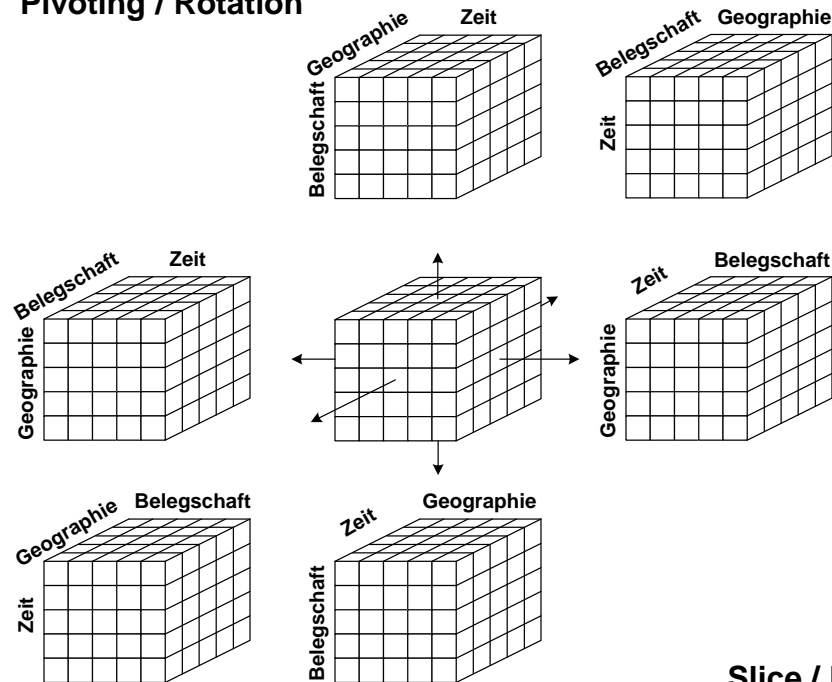 Pivoting / Rotation
Geographie
Zeit
Belegschaft
Belegschaft
Geographie
Zeit
Belegschaft
Zeit
Geographie
Zeit
Belegschaft
Geographie
Geographie
Belegschaft
Zeit
Zeit
Geographie
Belegschaft
Slice /